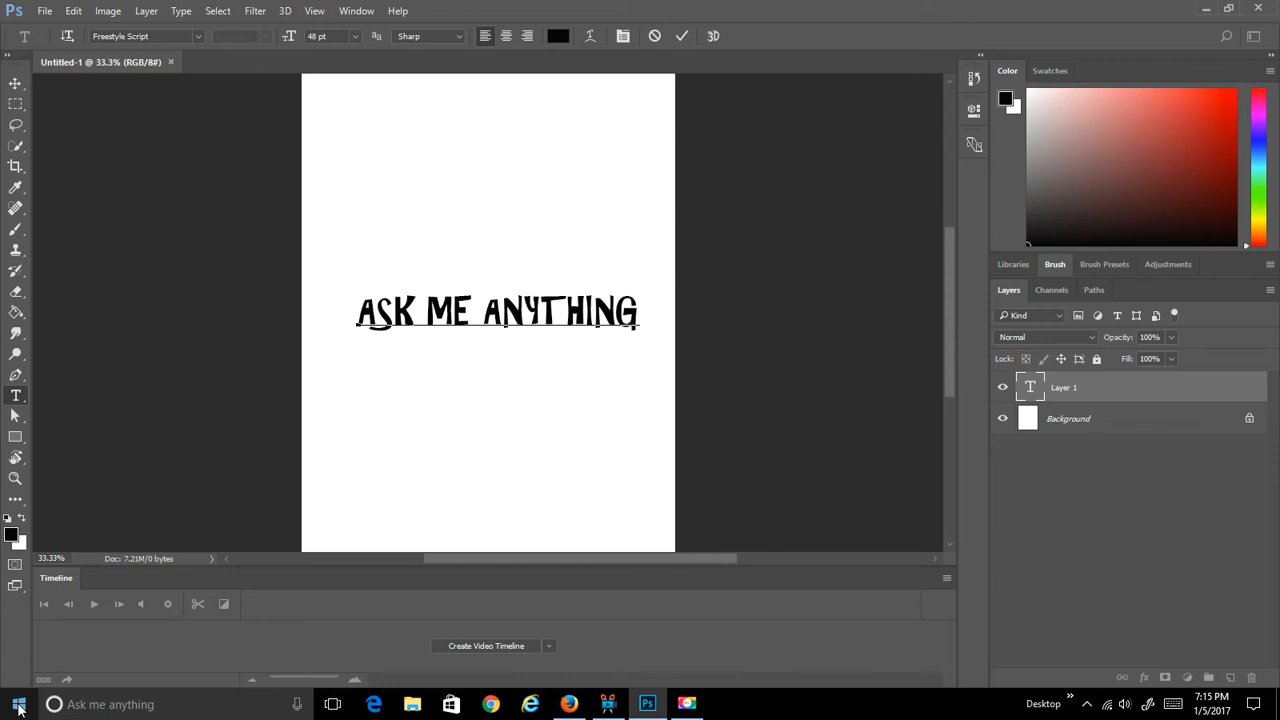 Ps File Edit Image Layer Type Select Filter 3D View Window Help
T Freestyle Script 48 pt Sharp 3D
Untitled-1 @ 33.3% (RGB/8#)
Color Swatches
ASK ME ANYTHING
Libraries Brush Brush Presets Adjustments
Layers Channels Paths
Kind
Normal Opacity: 100%
Lock: Fill: 100%
T Layer 1
Background
33.33% Doc: 7.21M/0 bytes
Timeline
Create Video Timeline
Ask me anything
Desktop
7:15 PM
1/5/2017